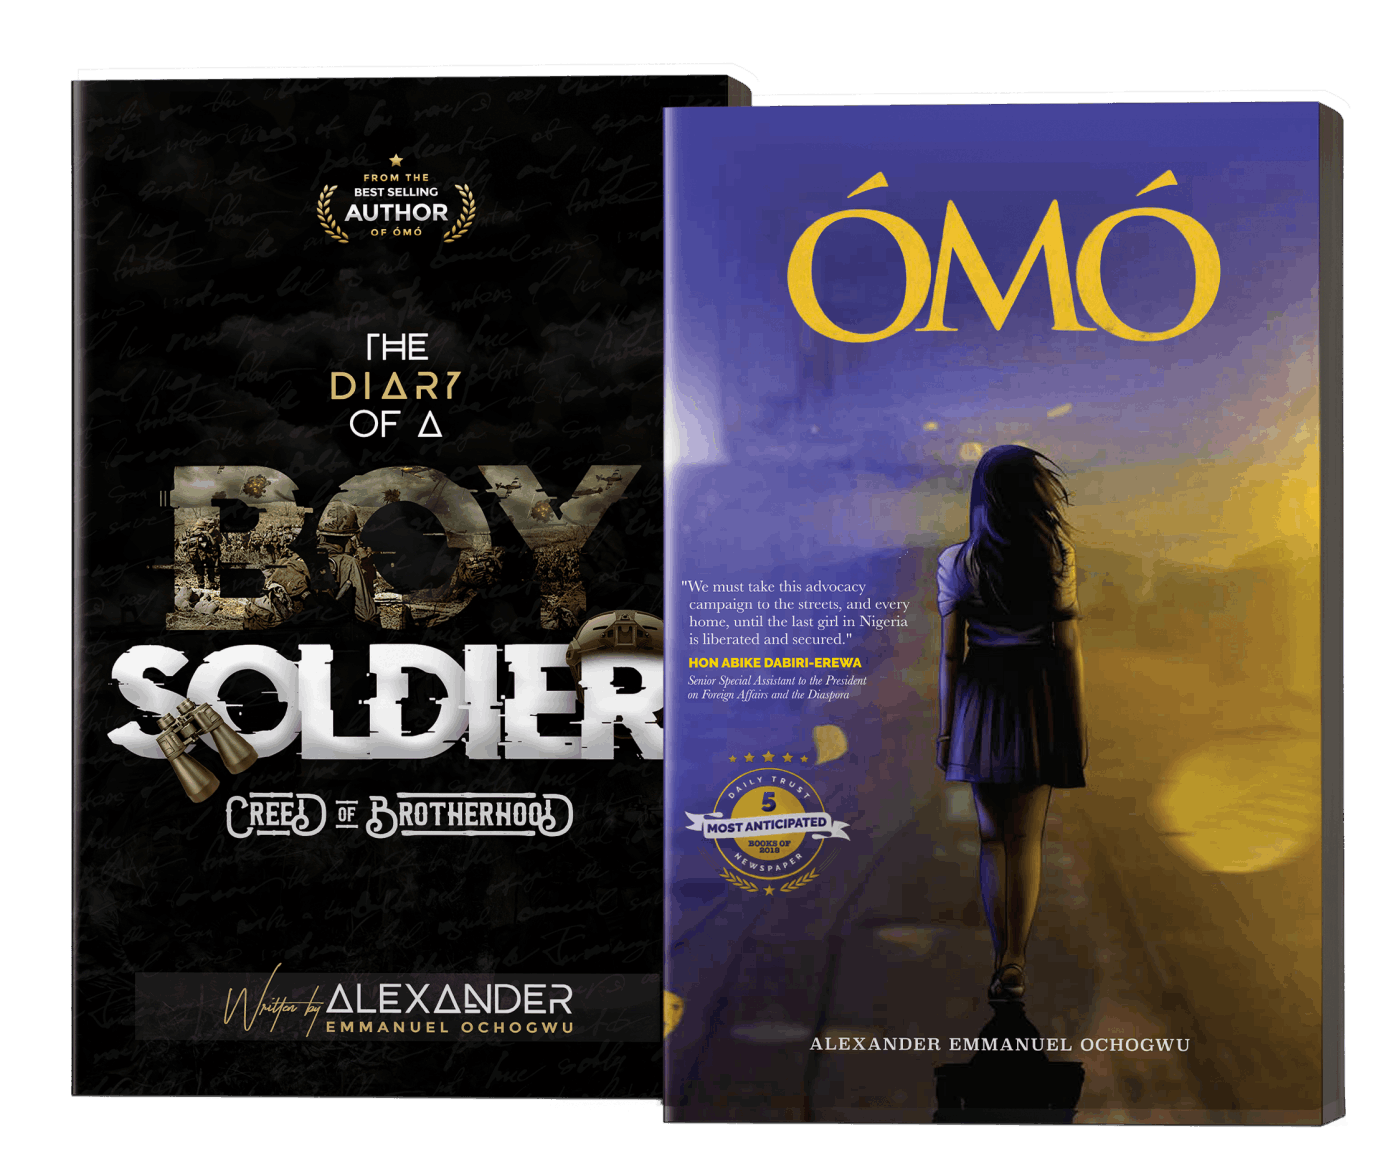 FROM THE
BEST SELLING
AUTHOR
OF ÓMÓ
THE
DIARY
OF A
BOY
SOLDIER
CREED OF BROTHERHOOD
Written by ALEXANDER
EMMANUEL OCHOGWU
ÓMÓ
"We must take this advocacy
campaign to the streets, and every
home, until the last girl in Nigeria
is liberated and secured."
HON ABIKE DABIRI-EREWA
Senior Special Assistant to the President
on Foreign Affairs and the Diaspora
DAILY TRUST
5
MOST ANTICIPATED
BOOKS OF
2018
NEWSPAPER
ALEXANDER EMMANUEL OCHOGWU